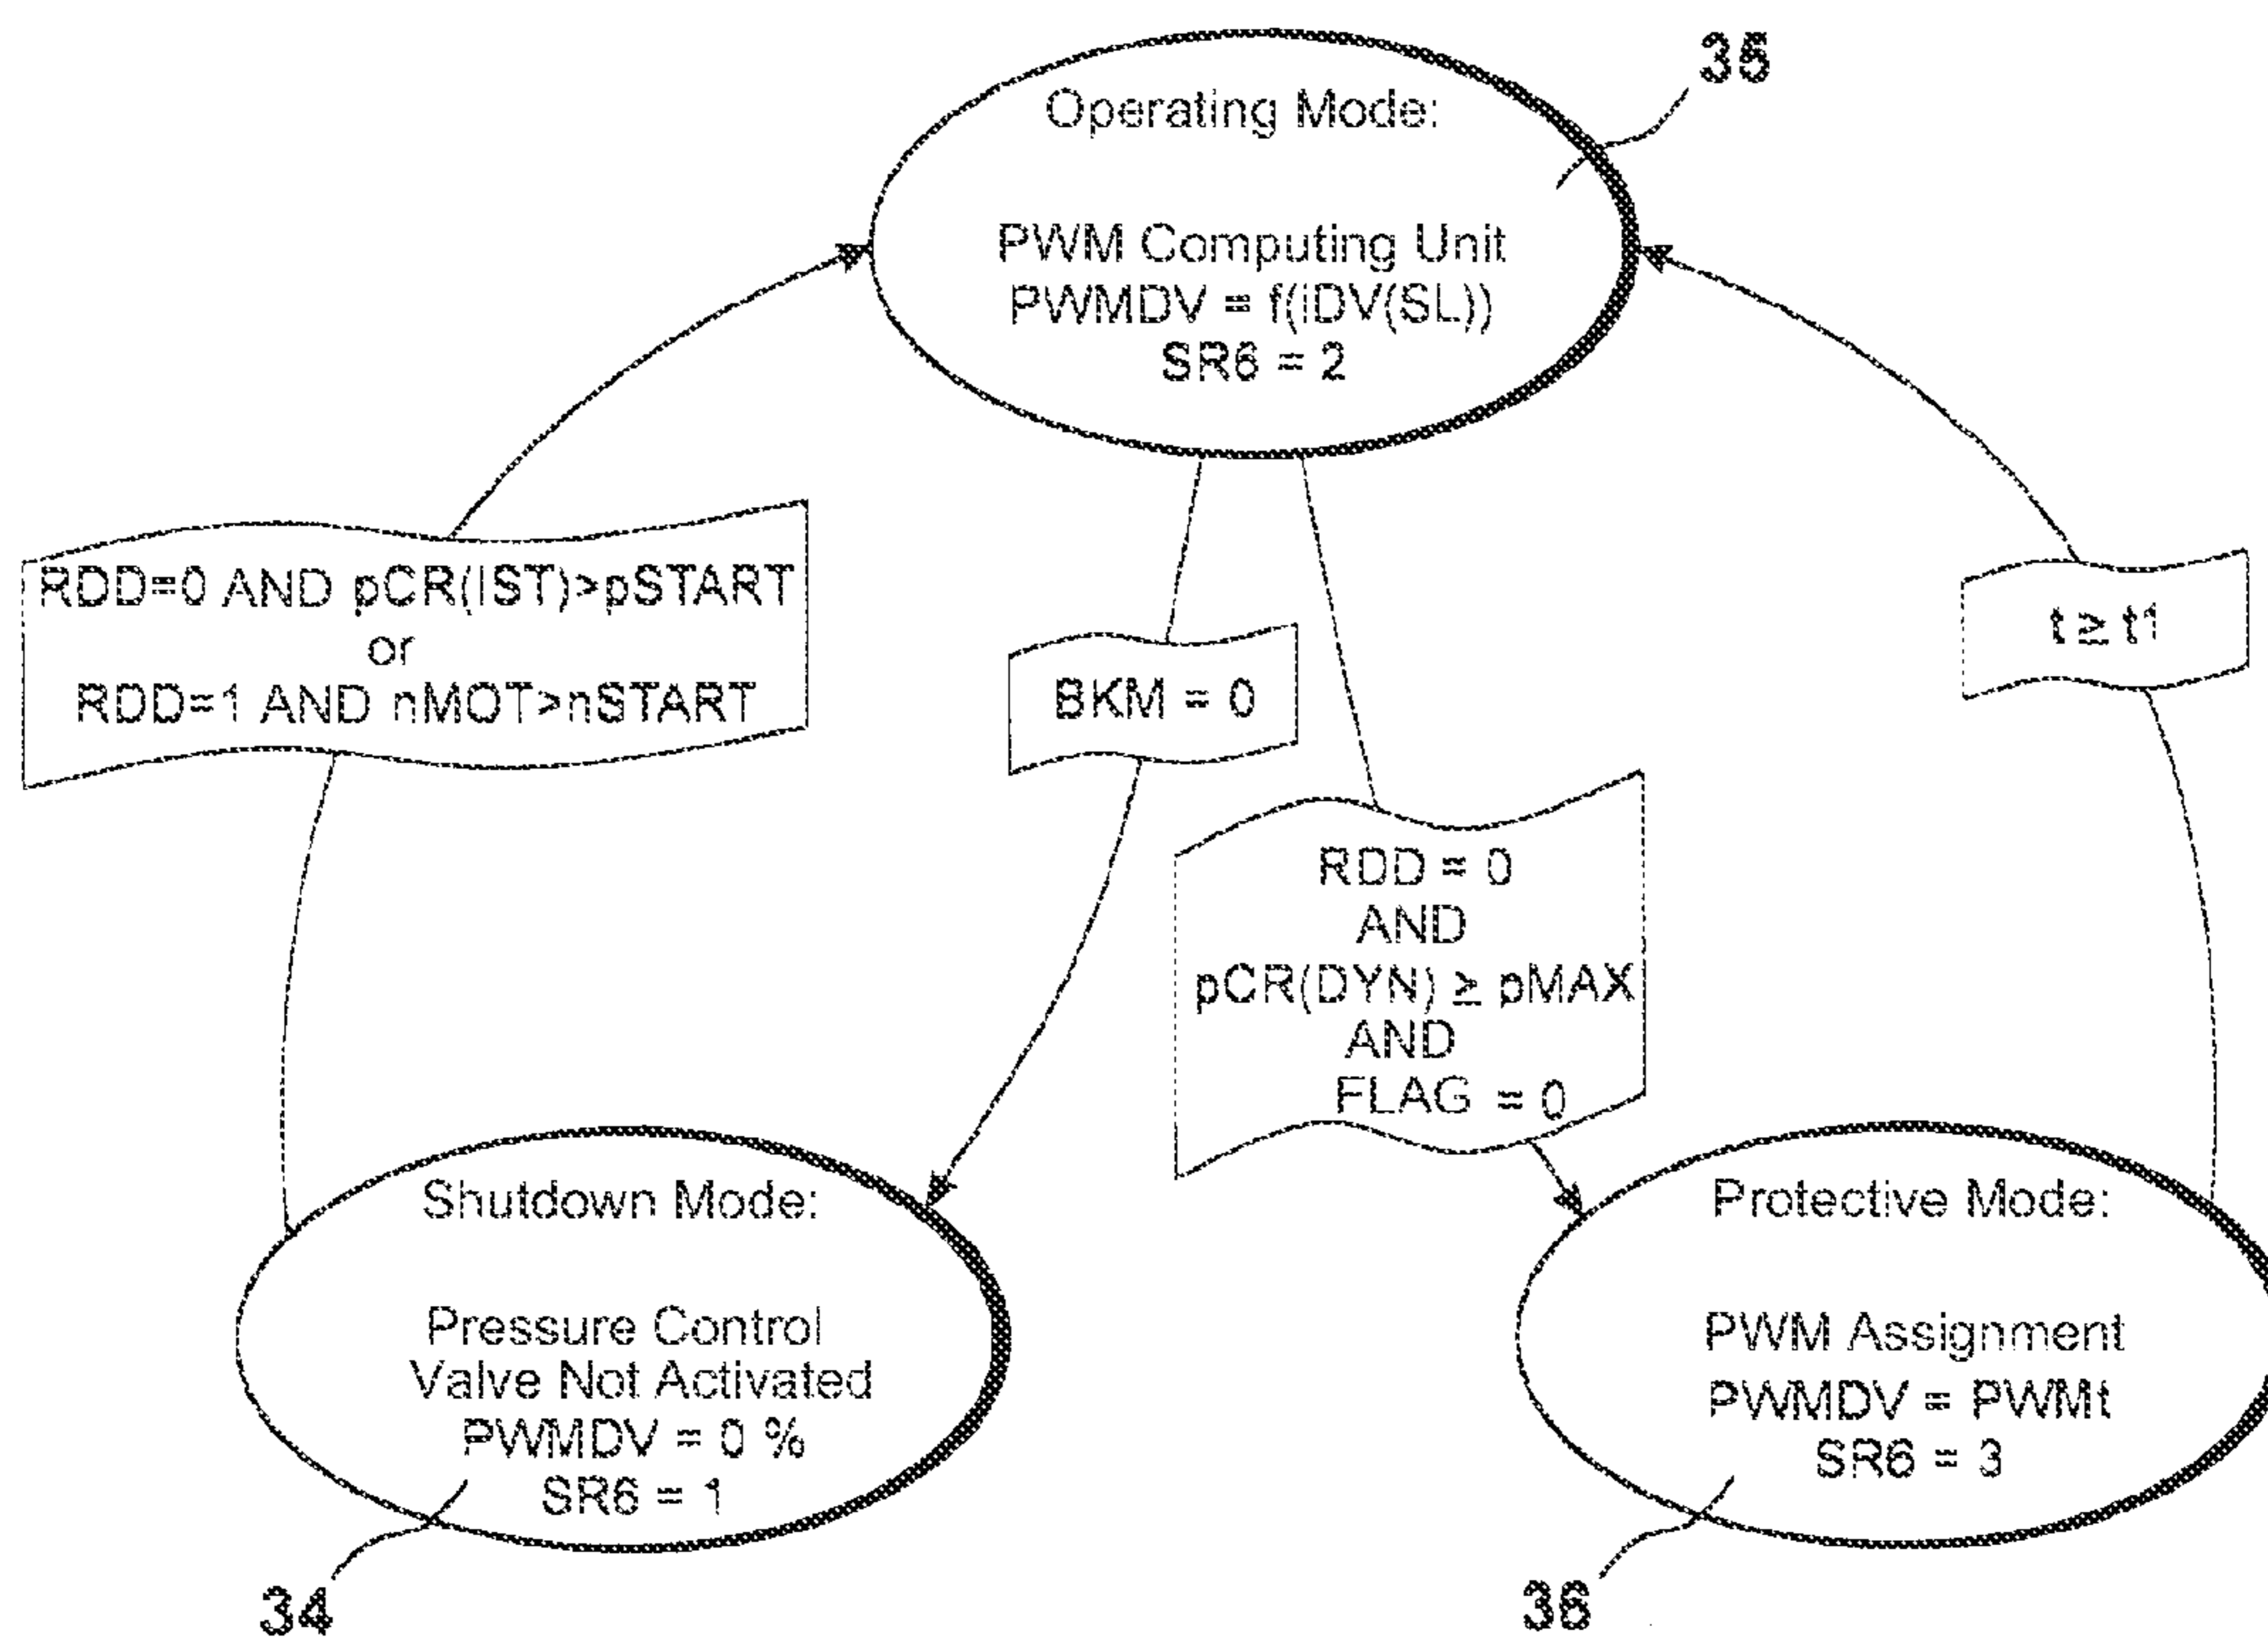 35
Operating Mode:
PWM Computing Unit
PWMDV = f(iDV(SL))
SR6 = 2
RDD=0 AND pCR(IST)>pSTART
or
RDD=1 AND nMOT>nSTART
BKM = 0
t ≥ t1
RDD = 0
AND
pCR(DYN) ≥ pMAX
AND
FLAG = 0
Shutdown Mode:
Pressure Control
Valve Not Activated
PWMDV = 0 %
SR6 = 1
34
Protective Mode:
PWM Assignment
PWMDV = PWMt
SR6 = 3
36